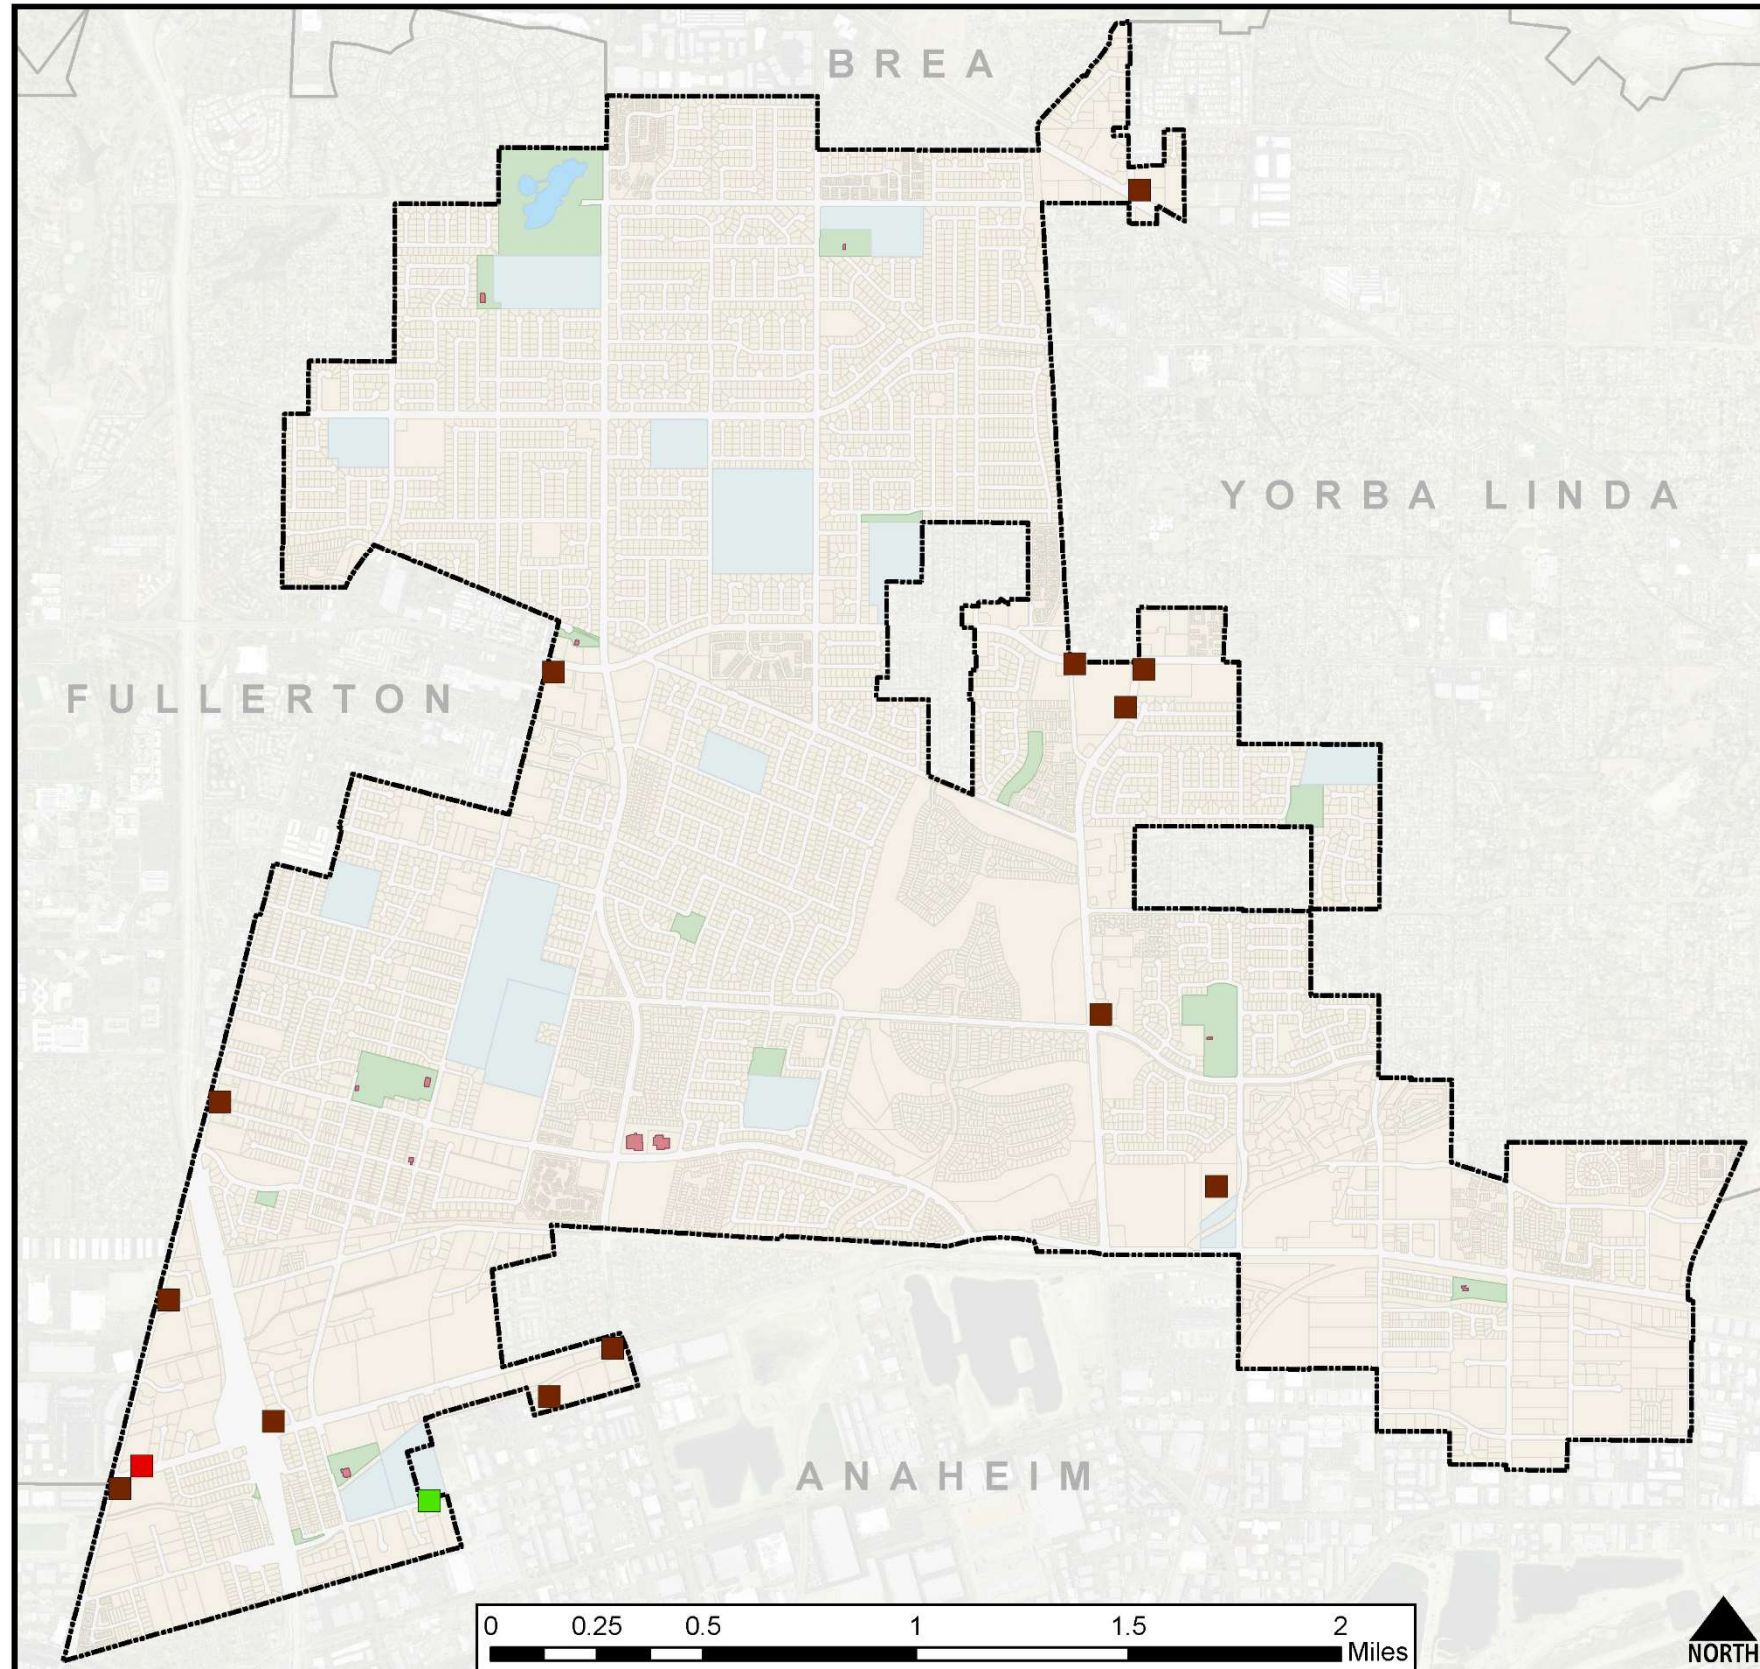 BREA
YORBA LINDA
FULLERTON
ANAHEIM
0 0.25 0.5 1 1.5 2
Miles
NORTH